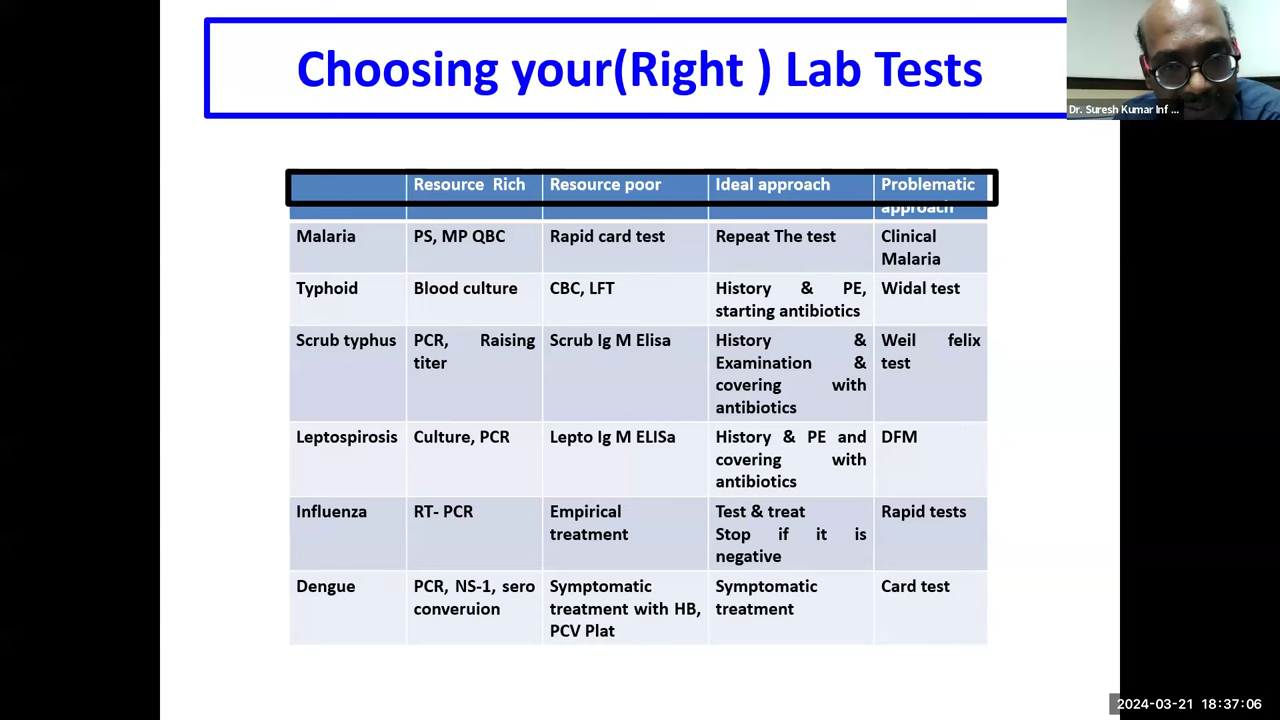 Choosing your(Right ) Lab Tests
Dr. Suresh Kumar Inf ...
Resource Rich Resource poor Ideal approach Problematic
approach
Malaria PS, MP QBC Rapid card test Repeat The test Clinical
Malaria
Typhoid Blood culture CBC, LFT History & PE, Widal test
starting antibiotics
Scrub typhus PCR, Raising Scrub Ig M Elisa History & Weil felix
titer Examination & test
covering with
antibiotics
Leptospirosis Culture, PCR Lepto Ig M ELISa History & PE and DFM
covering with
antibiotics
Influenza RT- PCR Empirical Test & treat Rapid tests
treatment Stop if it is
negative
Dengue PCR, NS-1, sero Symptomatic Symptomatic Card test
converuion treatment with HB, treatment
PCV Plat
2024-03-21 18:37:06